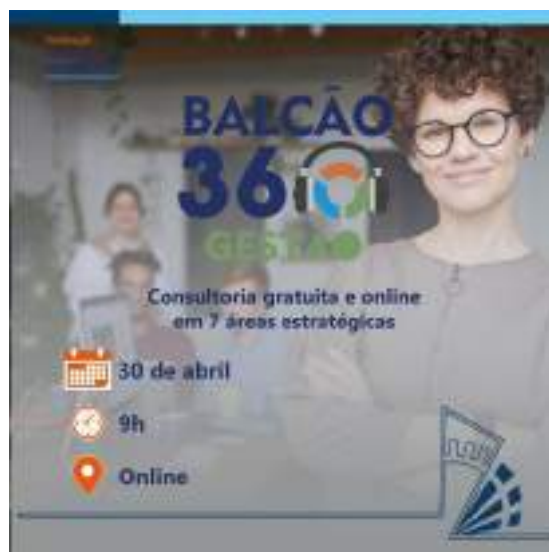 BALCÃO
360
GESTÃO
Consultoria gratuita e online
em 7 áreas estratégicas
30 de abril
9h
Online